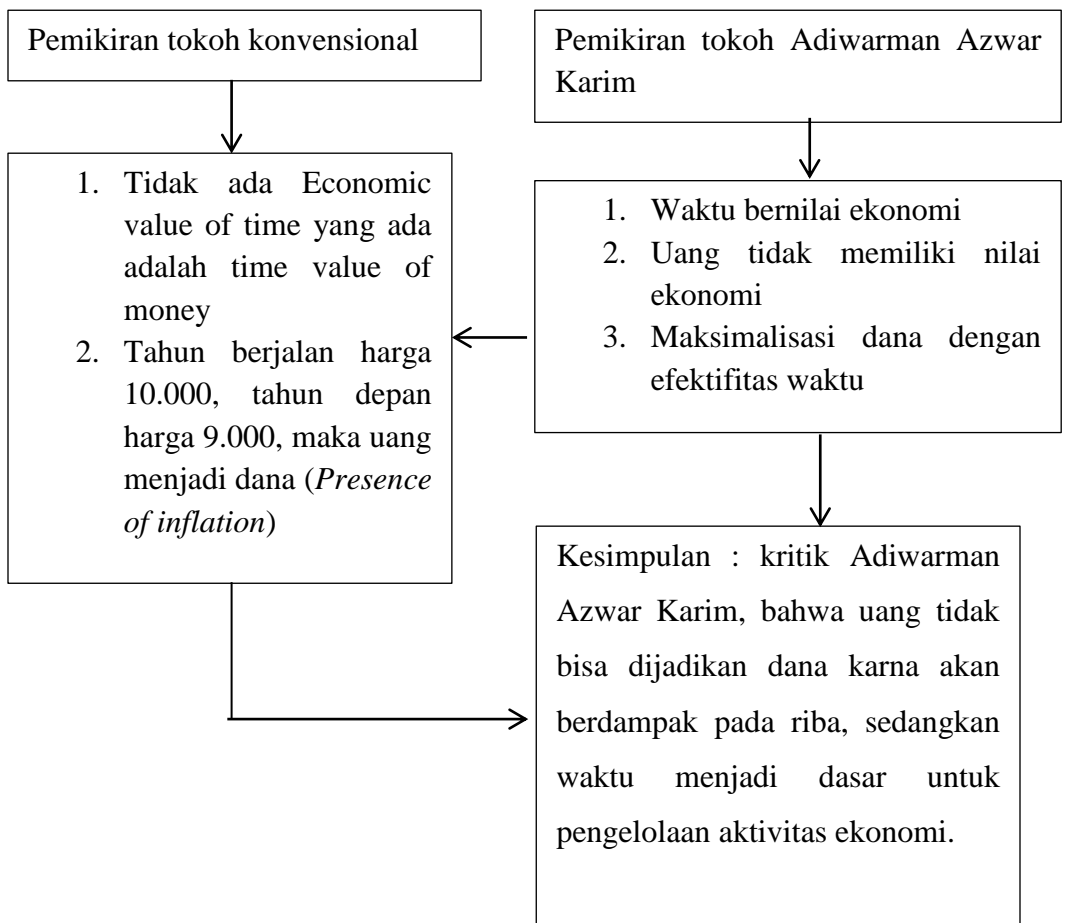 Pemikiran tokoh konvensional
Pemikiran tokoh Adiwarman Azwar
Karim
1. Tidak ada Economic
value of time yang ada
adalah time value of
money
2. Tahun berjalan harga
10.000, tahun depan
harga 9.000, maka uang
menjadi dana (Presence
of inflation)
1. Waktu bernilai ekonomi
2. Uang tidak memiliki nilai
ekonomi
3. Maksimalisasi dana dengan
efektifitas waktu
Kesimpulan : kritik Adiwarman
Azwar Karim, bahwa uang tidak
bisa dijadikan dana karna akan
berdampak pada riba, sedangkan
waktu menjadi dasar untuk
pengelolaan aktivitas ekonomi.